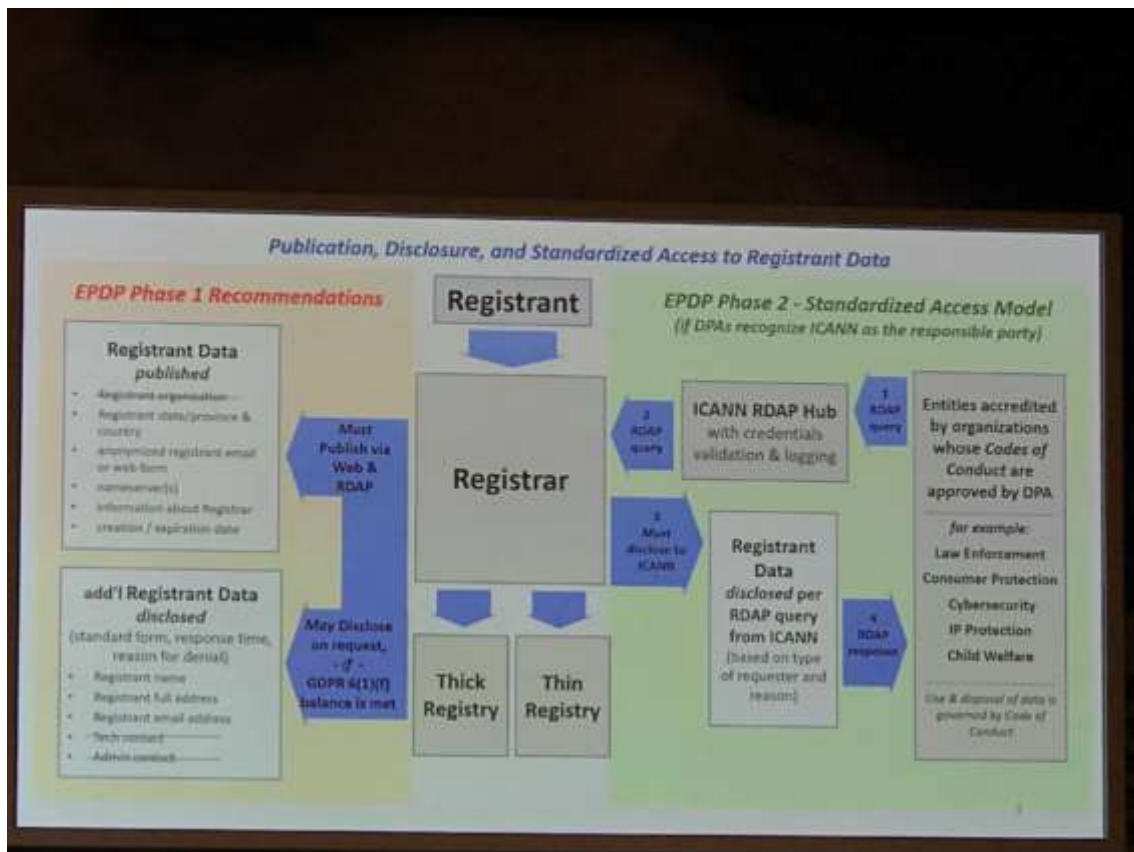 Publication, Disclosure, and Standardized Access to Registrant Data
EPDP Phase 1 Recommendations
Registrant Data
published
• Registrant organization
• Registrant state/province &
country
• anonymized registrant email
or web form
• nameserver(s)
• information about Registrar
• creation / expiration date
add'l Registrant Data
disclosed
(standard form, response time,
reason for denial)
• Registrant name
• Registrant full address
• Registrant email address
• Tech contact
• Admin contact
Must
Publish via
Web &
RDAP
May Disclose
on request,
- if -
GDPR 6(1)(f)
balance is met
Registrant
Registrar
Thick
Registry
Thin
Registry
EPDP Phase 2 - Standardized Access Model
(if DPAs recognize ICANN as the responsible party)
2
RDAP
query
ICANN RDAP Hub
with credentials
validation & logging
1
RDAP
query
Entities accredited
by organizations
whose Codes of
Conduct are
approved by DPA
for example:
Law Enforcement
Consumer Protection
Cybersecurity
IP Protection
Child Welfare
Use & disposal of data is
governed by Code of
Conduct
3
Must
disclose to
ICANN
Registrant
Data
disclosed per
RDAP query
from ICANN
(based on type
of requester and
reason)
4
RDAP
response